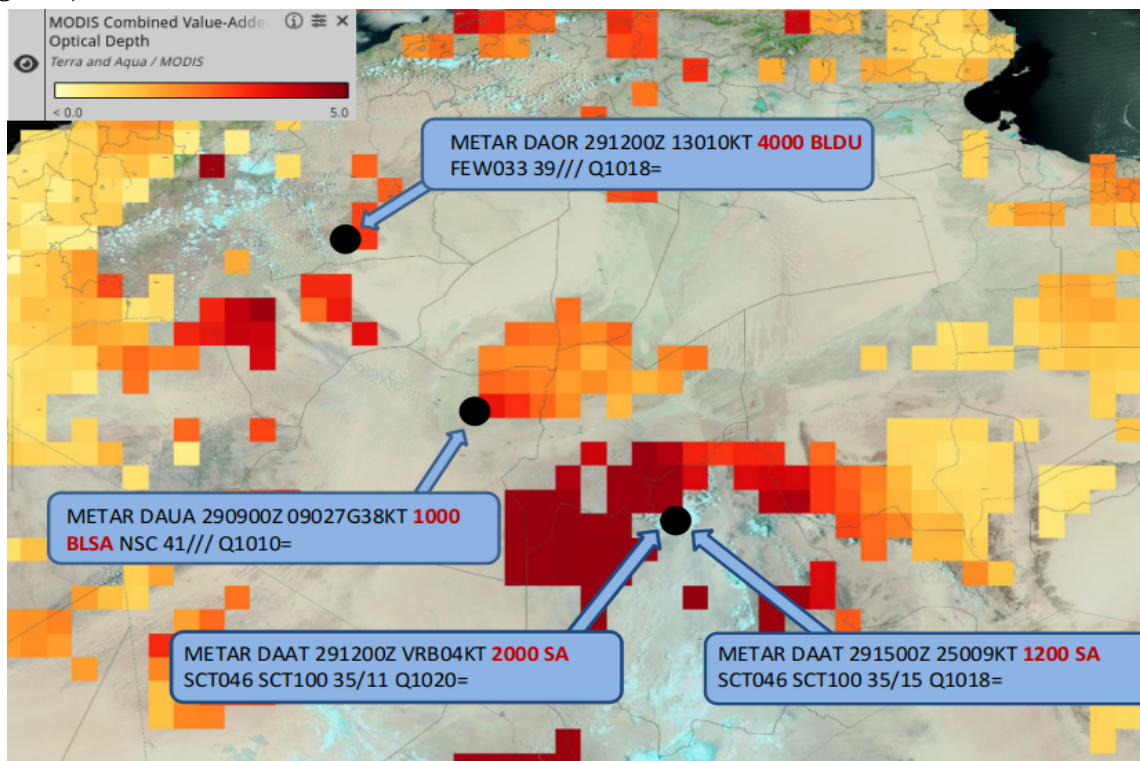 MODIS Combined Value-Adde
Optical Depth
Terra and Aqua / MODIS
< 0.0 5.0
METAR DAOR 291200Z 13010KT 4000 BLDU
FEW033 39/// Q1018=
METAR DAUA 290900Z 09027G38KT 1000
BLSA NSC 41/// Q1010=
METAR DAAT 291200Z VRB04KT 2000 SA
SCT046 SCT100 35/11 Q1020=
METAR DAAT 291500Z 25009KT 1200 SA
SCT046 SCT100 35/15 Q1018=